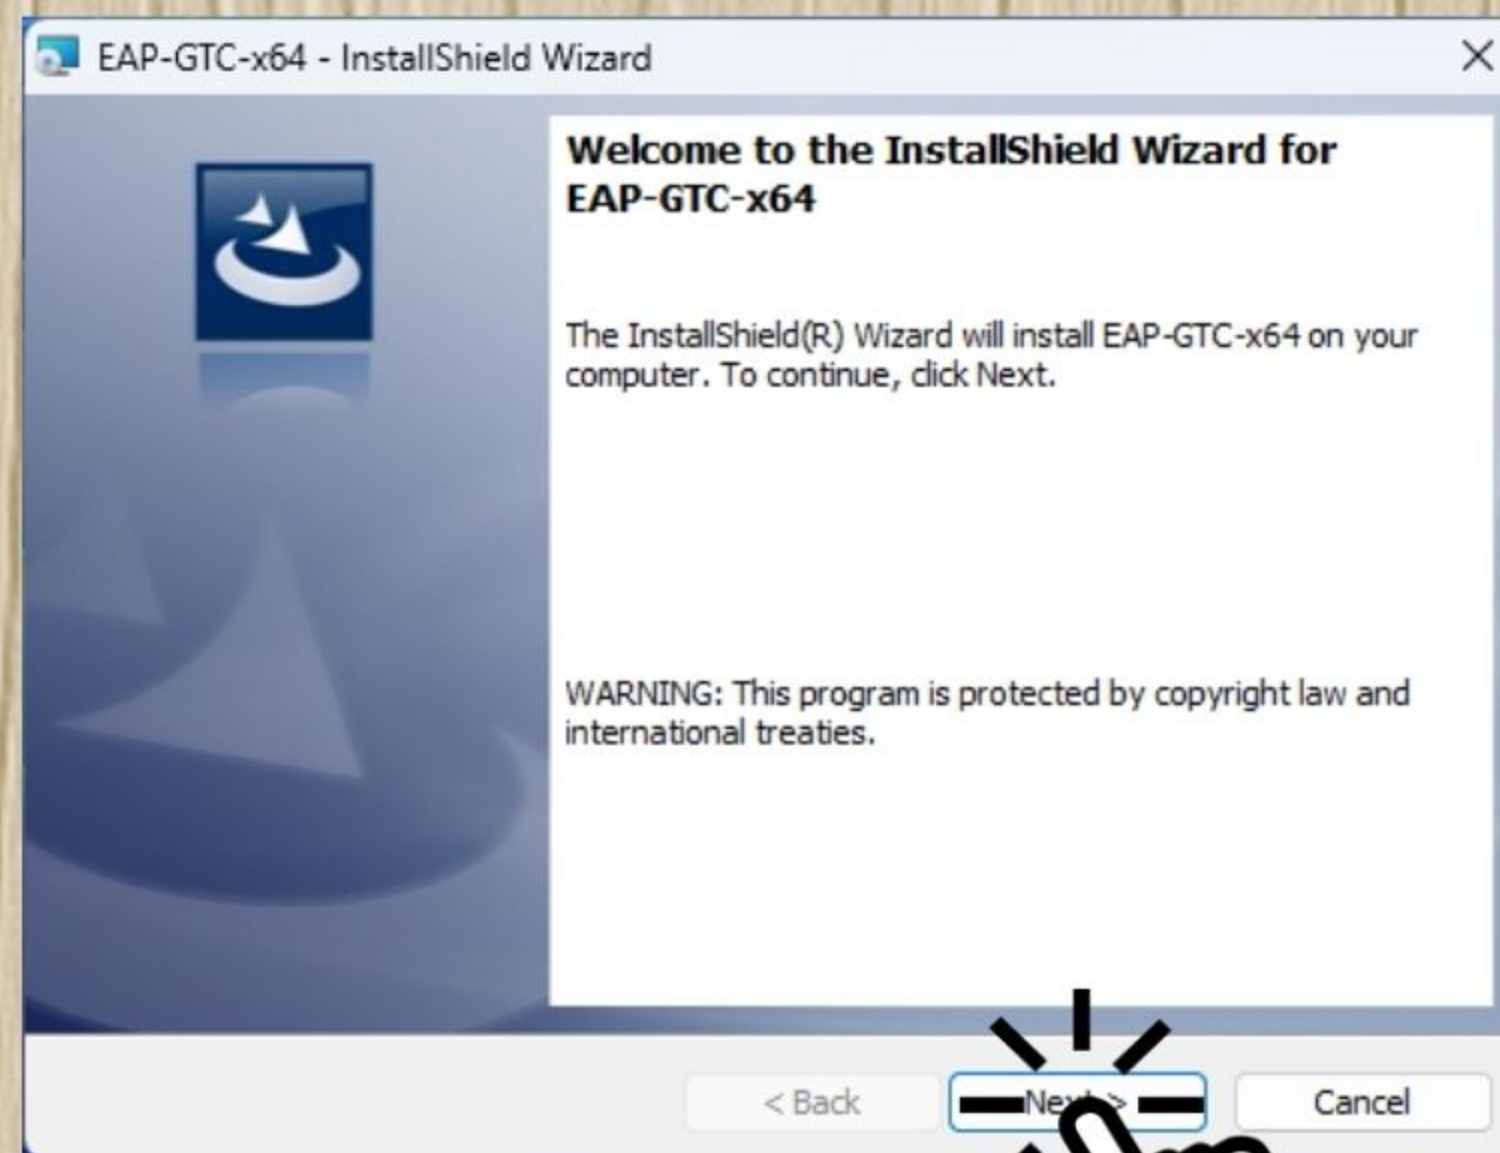 EAP-GTC-x64 - InstallShield Wizard
Welcome to the InstallShield Wizard for
EAP-GTC-x64
The InstallShield(R) Wizard will install EAP-GTC-x64 on your
computer. To continue, click Next.
WARNING: This program is protected by copyright law and
international treaties.
< Back
Next >
Cancel